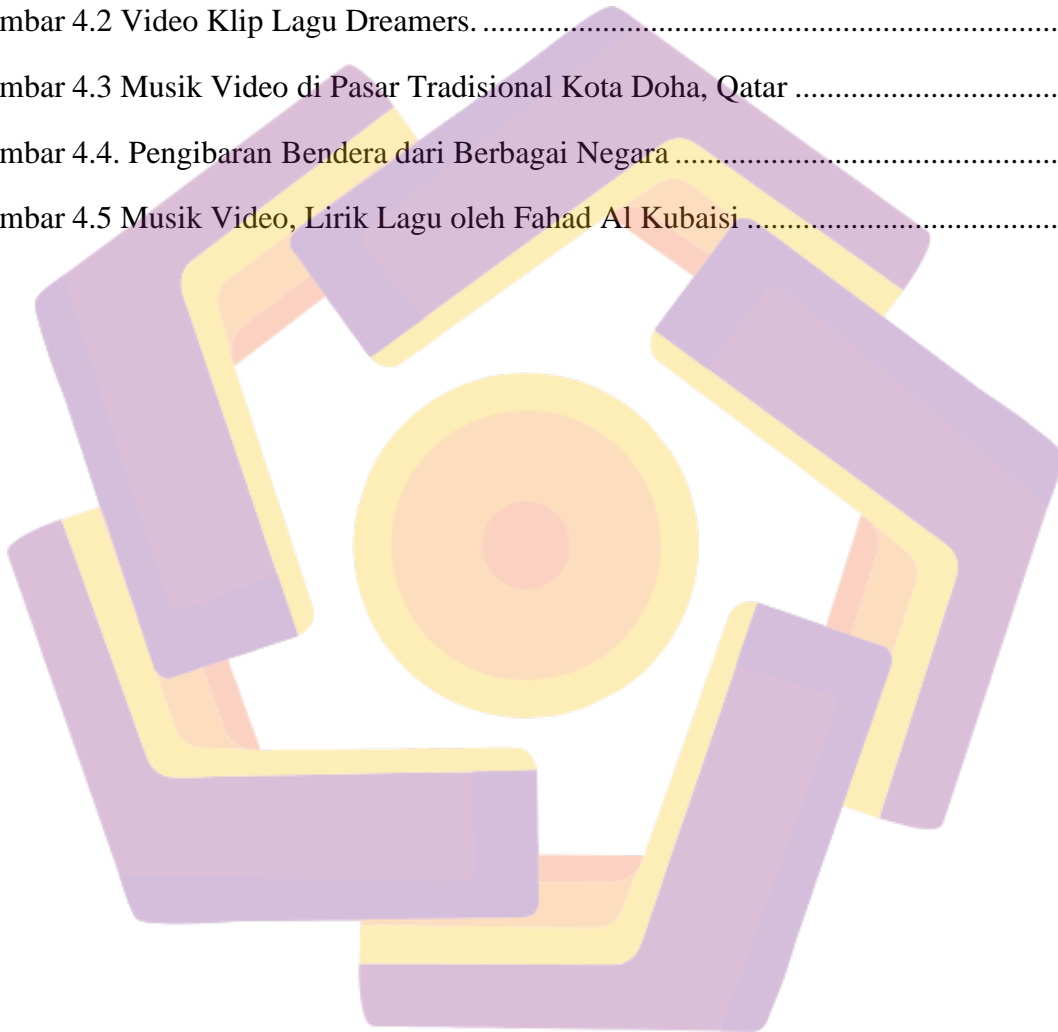 mbar 4.2 Video Klip Lagu Dreamers. ........................................................................
mbar 4.3 Musik Video di Pasar Tradisional Kota Doha, Qatar .................................
mbar 4.4. Pengibaran Bendera dari Berbagai Negara ................................................
mbar 4.5 Musik Video, Lirik Lagu oleh Fahad Al Kubaisi .......................................